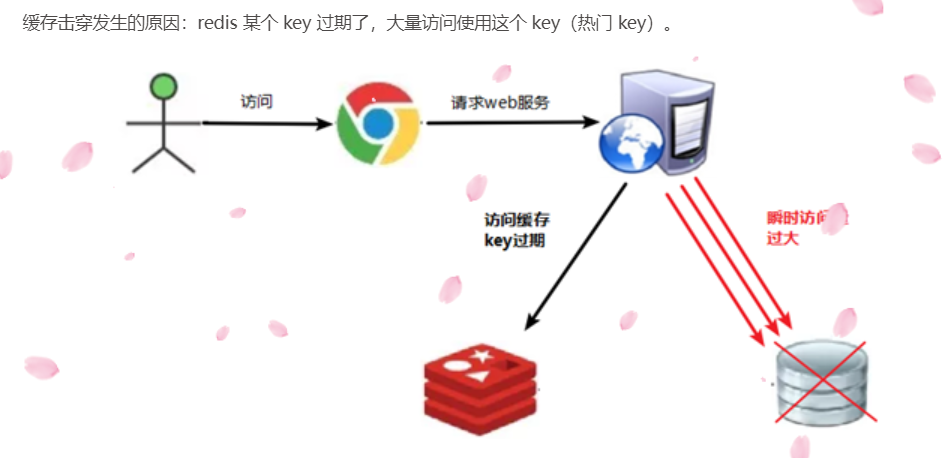 缓存击穿发生的原因：redis 某个 key 过期了，大量访问使用这个 key（热门 key）。
访问
请求web服务
访问缓存
key过期
瞬时访问
过大